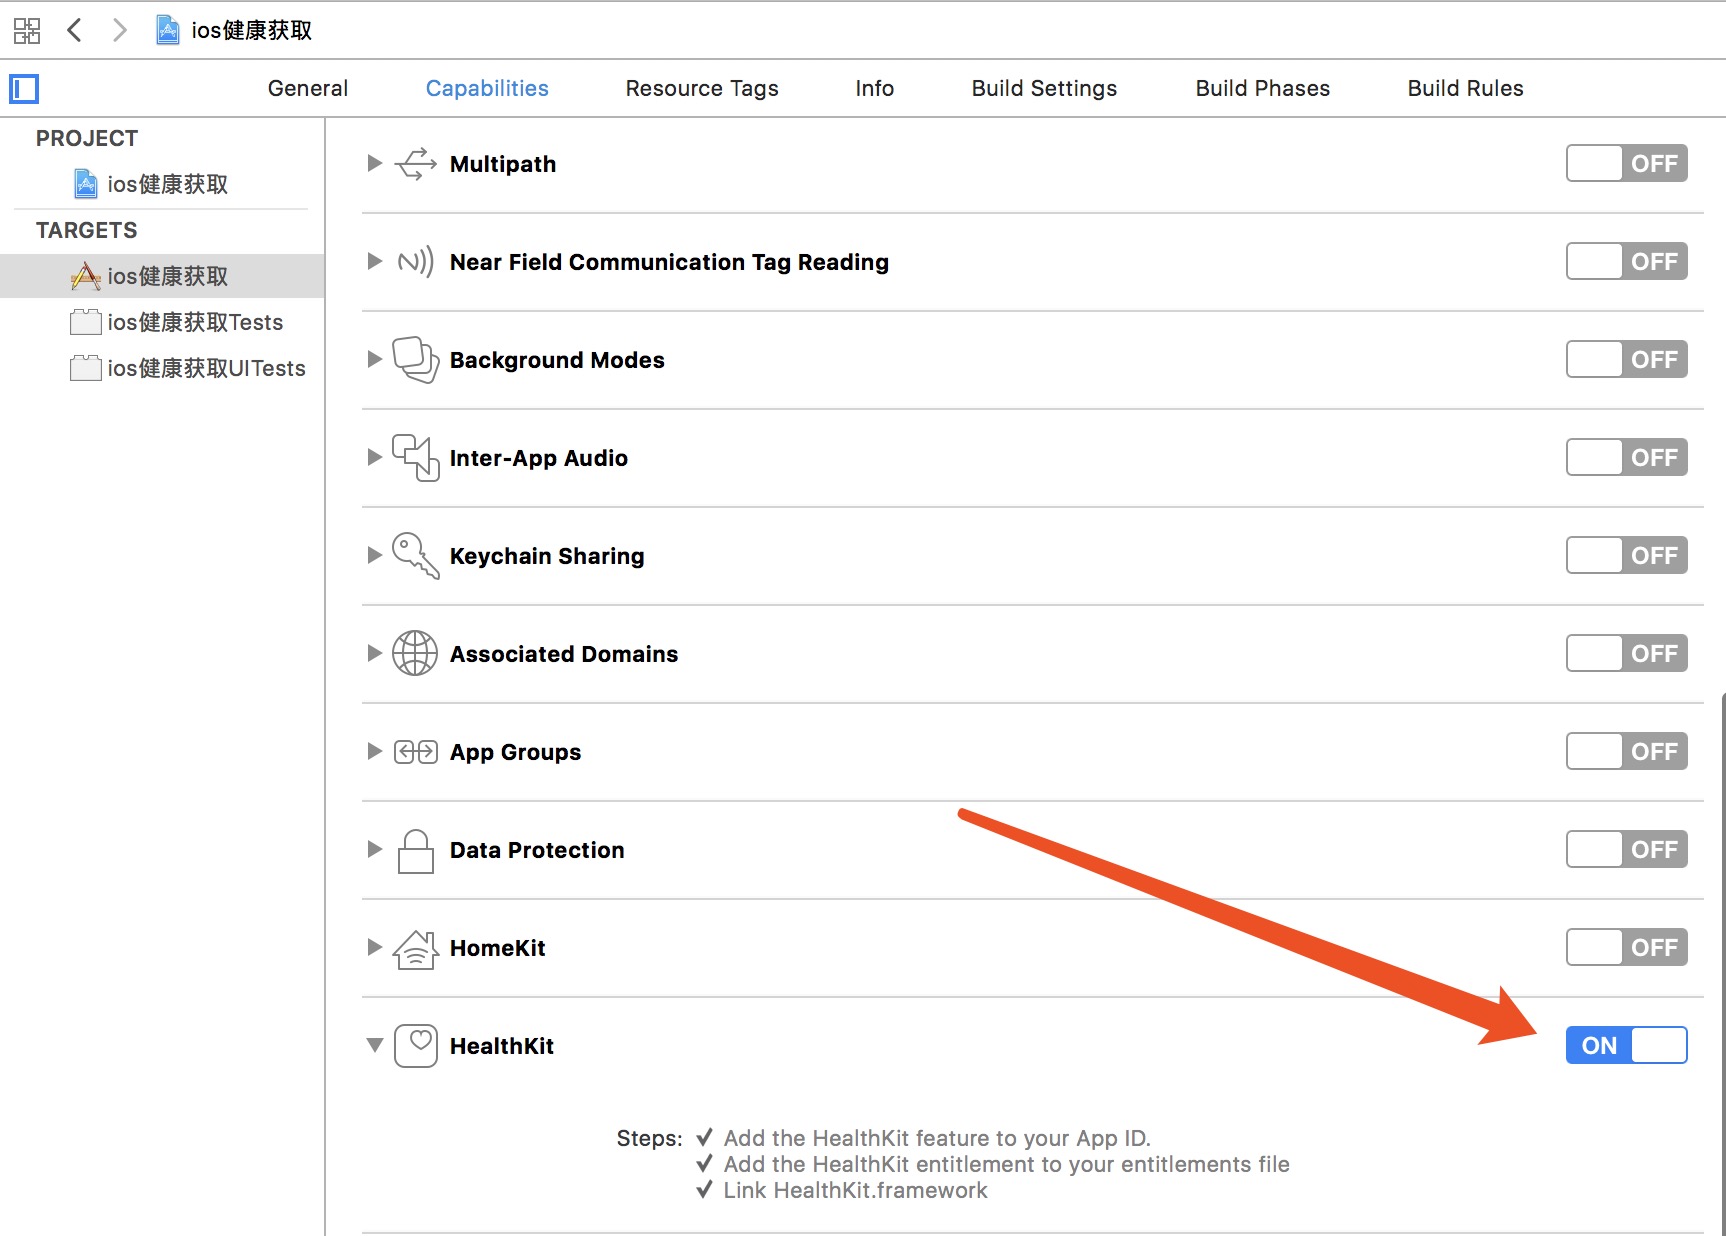 ios健康获取
General Capabilities Resource Tags Info Build Settings Build Phases Build Rules
PROJECT
ios健康获取
TARGETS
ios健康获取
ios健康获取Tests
ios健康获取UITests
Multipath OFF
Near Field Communication Tag Reading OFF
Background Modes OFF
Inter-App Audio OFF
Keychain Sharing OFF
Associated Domains OFF
App Groups OFF
Data Protection OFF
HomeKit OFF
HealthKit ON
Steps: ✓ Add the HealthKit feature to your App ID.
✓ Add the HealthKit entitlement to your entitlements file
✓ Link HealthKit.framework